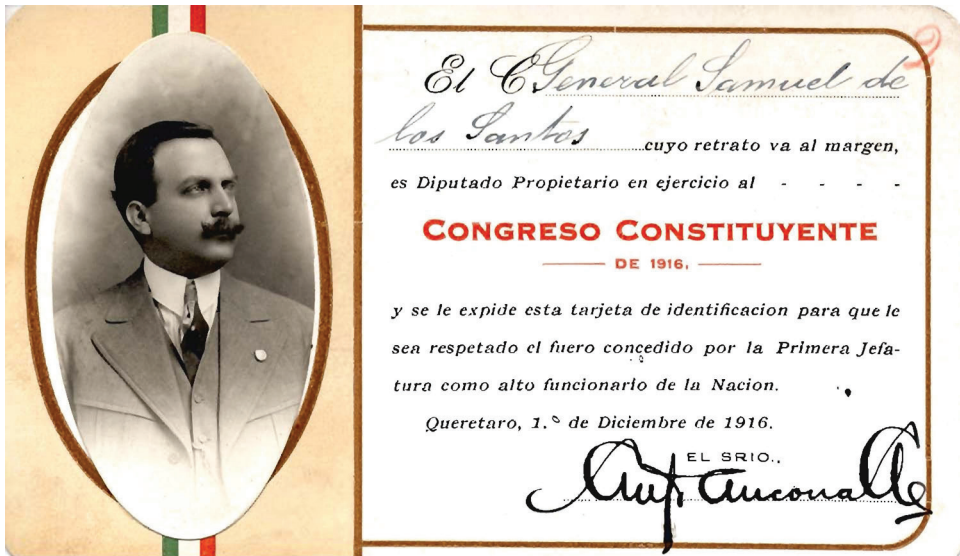 El C General Samuel de
los Santos cuyo retrato va al margen,
es Diputado Propietario en ejercicio al - - - -
CONGRESO CONSTITUYENTE
DE 1916,
y se le expide esta tarjeta de identificacion para que le
sea respetado el fuero concedido por la Primera Jefa-
tura como alto funcionario de la Nacion.
Queretaro, 1.º de Diciembre de 1916.
EL SRIO.,
Ancona A
2